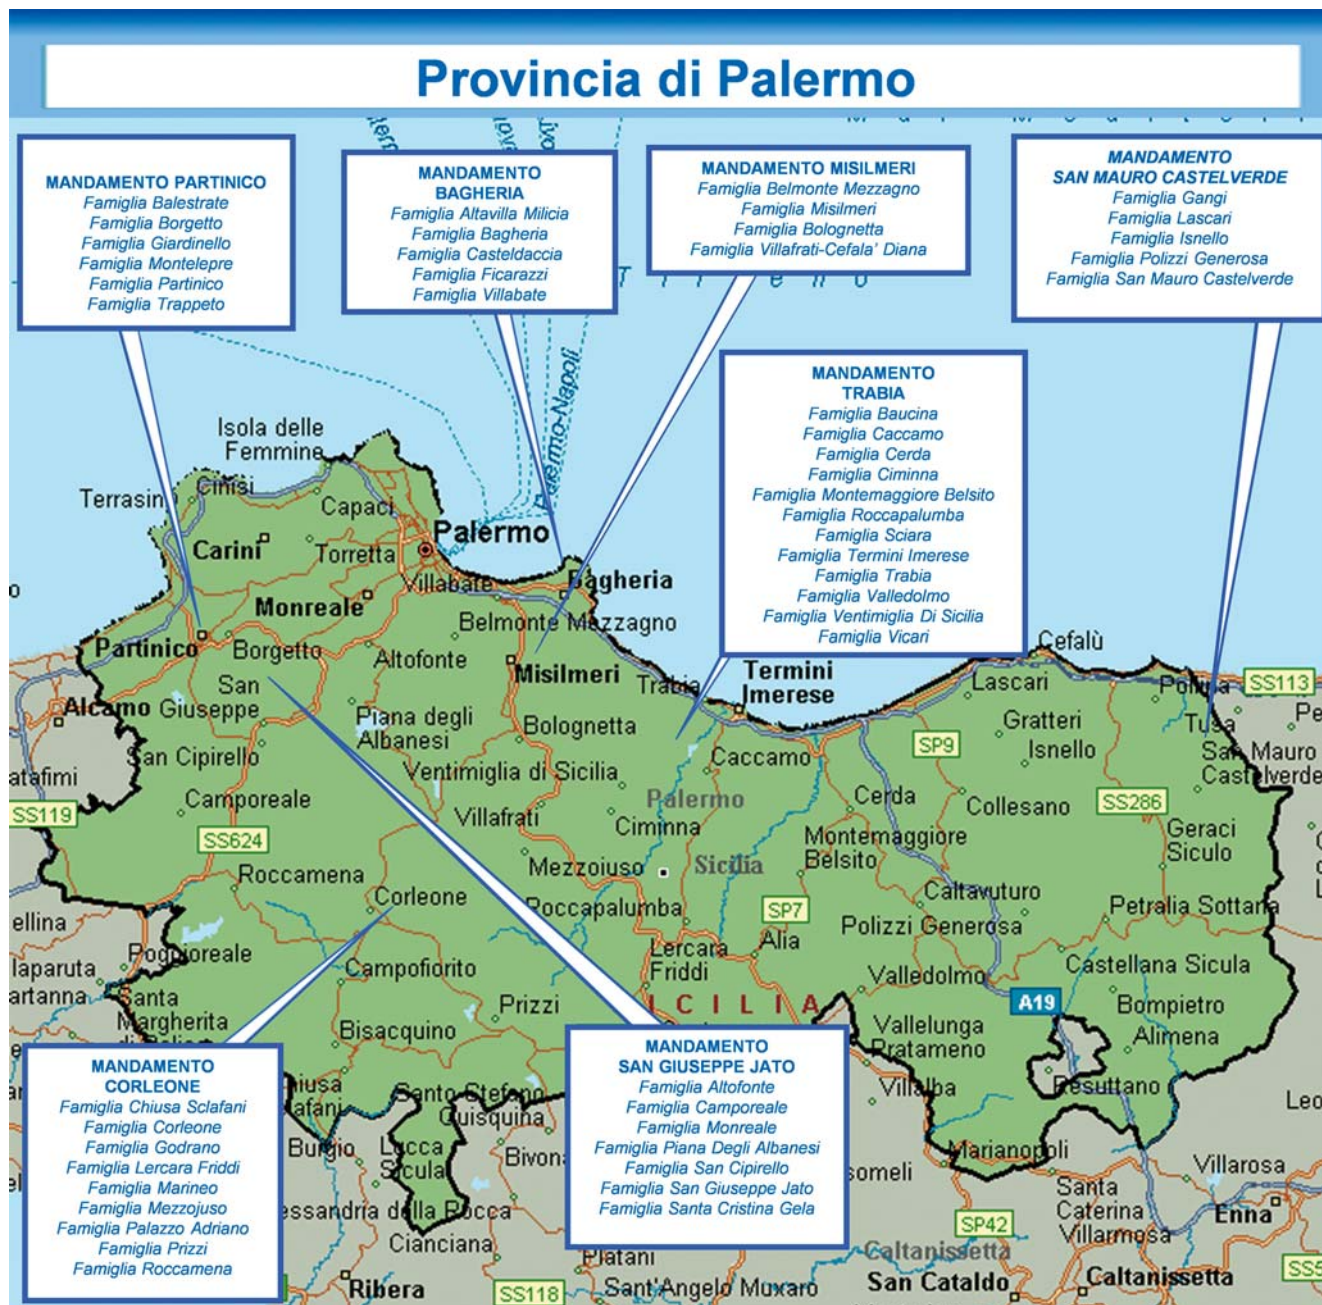 Provincia di Palermo
MANDAMENTO PARTINICO
Famiglia Balestrate
Famiglia Borgetto
Famiglia Giardinello
Famiglia Montelepre
Famiglia Partinico
Famiglia Trappeto
MANDAMENTO
BAGHERIA
Famiglia Altavilla Milicia
Famiglia Bagheria
Famiglia Casteldaccia
Famiglia Ficarazzi
Famiglia Villabate
MANDAMENTO MISILMERI
Famiglia Belmonte Mezzagno
Famiglia Misilmeri
Famiglia Bolognetta
Famiglia Villafrati-Cefala' Diana
MANDAMENTO
SAN MAURO CASTELVERDE
Famiglia Gangi
Famiglia Lascari
Famiglia Isnello
Famiglia Polizzi Generosa
Famiglia San Mauro Castelverde
MANDAMENTO
TRABIA
Famiglia Baucina
Famiglia Caccamo
Famiglia Cerda
Famiglia Ciminna
Famiglia Montemaggiore Belsito
Famiglia Roccapalumba
Famiglia Sciara
Famiglia Termini Imerese
Famiglia Trabia
Famiglia Valledolmo
Famiglia Ventimiglia Di Sicilia
Famiglia Vicari
Palermo-Napoli
Isola delle
Femmine
Terrasin
Cinisi
Capaci
Carini
Torretta
Palermo
Villabate
Bagheria
Monreale
Belmonte Mezzagno
Partinico
Borgetto
Altofonte
Misilmeri
Trabia
Termini
Imerese
Cefalù
Lascari
Pollina
SS113
Alcamo
San
Giuseppe
Piana degli
Albanesi
Bolognetta
Gratteri
Isnello
Tusa
San Mauro
Castelverde
SP9
San Cipirello
Ventimiglia di Sicilia
Caccamo
Camporeale
Villafrati
Ciminna
Palermo
Cerda
Collesano
SS286
SS119
SS624
Montemaggiore
Belsito
Geraci
Siculo
Mezzoiuso
Sicilia
Roccamena
Corleone
Roccapalumba
SP7
Caltavuturo
Polizzi Generosa
Petralia Sottana
Poggioreale
Lercara
Friddi
Alia
Campofiorito
Valledolmo
Castellana Sicula
Prizzi
A19
Bompietro
Alimena
Santa
Margherita
Bisacquino
Vallelunga
Pratameno
Villalba
Resuttano
Santo Stefano
Quisquina
Burgio
Lucca
Sicula
Bivona
Marianopoli
Villarosa
Cianciana
Santa
Caterina
Villarmosa
Enna
SP42
Platani
Caltanissetta
Ribera
SS118
Sant'Angelo Muxaro
San Cataldo
Caltanissetta
MANDAMENTO
CORLEONE
Famiglia Chiusa Sclafani
Famiglia Corleone
Famiglia Godrano
Famiglia Lercara Friddi
Famiglia Marineo
Famiglia Mezzojuso
Famiglia Palazzo Adriano
Famiglia Prizzi
Famiglia Roccamena
MANDAMENTO
SAN GIUSEPPE JATO
Famiglia Altofonte
Famiglia Camporeale
Famiglia Monreale
Famiglia Piana Degli Albanesi
Famiglia San Cipirello
Famiglia San Giuseppe Jato
Famiglia Santa Cristina Gela